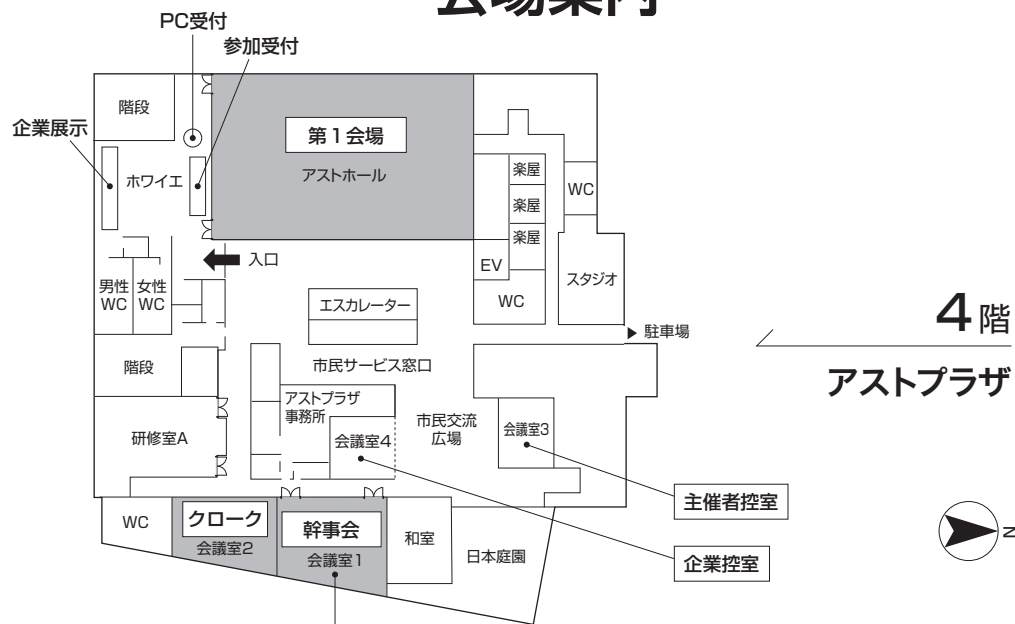 会場案内
PC受付
参加受付
企業展示
階段
第1会場
アストホール
ホワイエ
楽屋
楽屋
楽屋
WC
EV
WC
スタジオ
入口
男性
WC
女性
WC
エスカレーター
駐車場
4階
アストプラザ
市民サービス窓口
階段
アストプラザ
事務所
研修室A
会議室4
市民交流
広場
会議室3
主催者控室
企業控室
WC
クローク
会議室2
幹事会
会議室1
和室
日本庭園
N